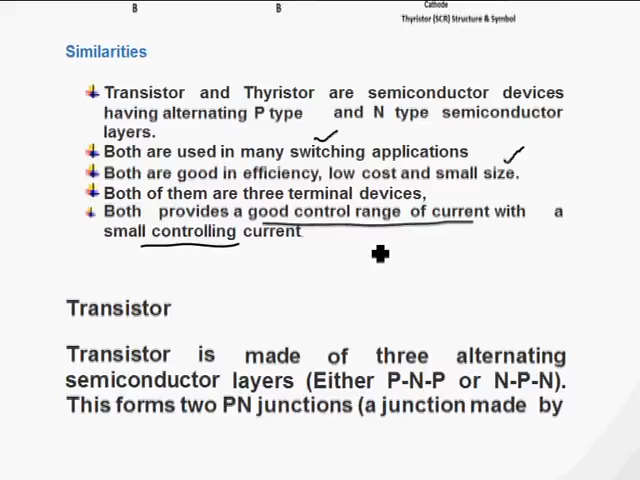 B
B
Cathode
Thyristor (SCR) Structure & Symbol
Similarities
Transistor and Thyristor are semiconductor devices
having alternating P type and N type semiconductor
layers.
Both are used in many switching applications
Both are good in efficiency, low cost and small size.
Both of them are three terminal devices,
Both provides a good control range of current with a
small controlling current
Transistor
Transistor is made of three alternating
semiconductor layers (Either P-N-P or N-P-N).
This forms two PN junctions (a junction made by